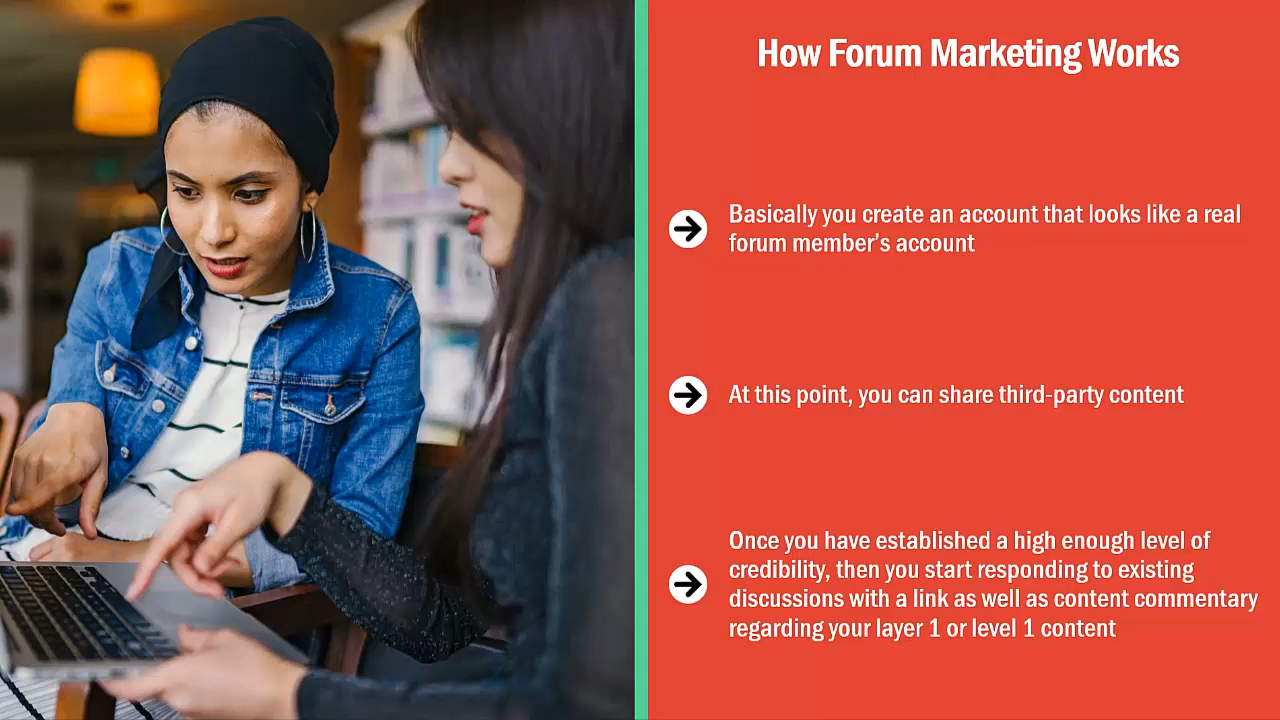 How Forum Marketing Works
Basically you create an account that looks like a real
forum member’s account
At this point, you can share third-party content
Once you have established a high enough level of
credibility, then you start responding to existing
discussions with a link as well as content commentary
regarding your layer 1 or level 1 content